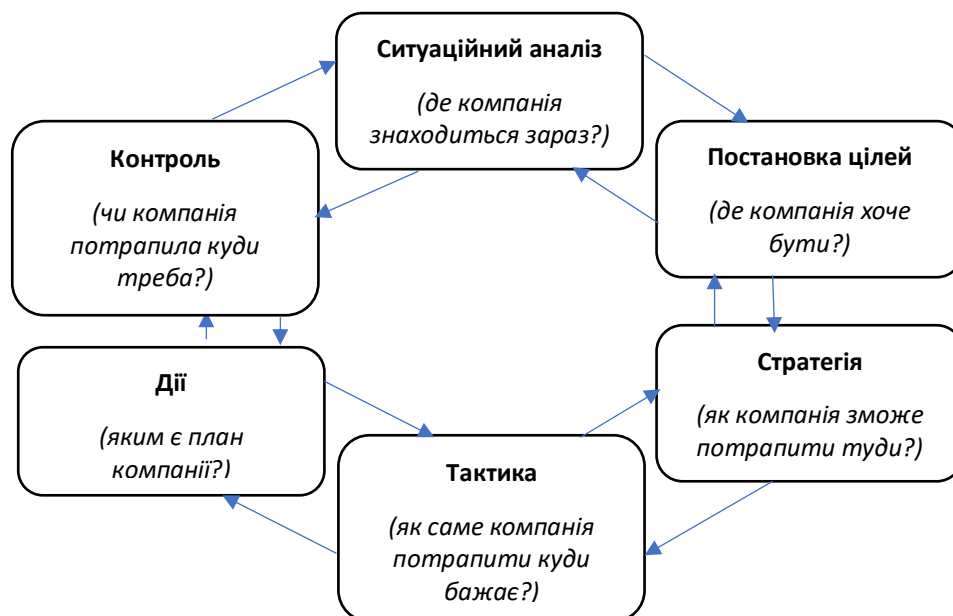 Ситуаційний аналіз
(де компанія
знаходиться зараз?)
Постановка цілей
(де компанія хоче
бути?)
Стратегія
(як компанія зможе
потрапити туди?)
Тактика
(як саме компанія
потрапити куди
бажає?)
Дії
(яким є план
компанії?)
Контроль
(чи компанія
потрапила куди
треба?)